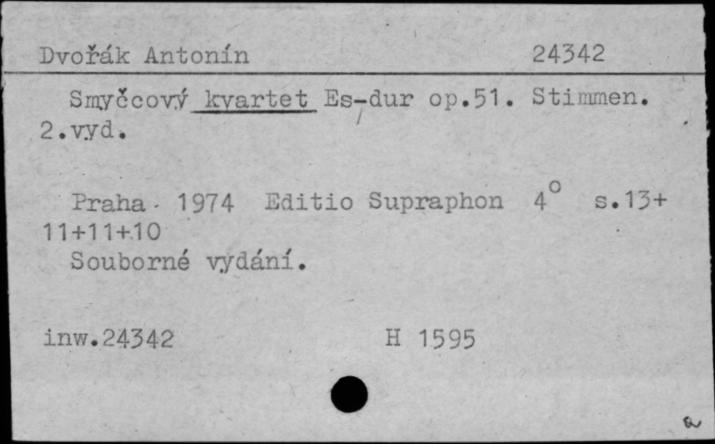 Dvořák Antonín 24342
Smyčcový kvartet Es-dur op.51. Stimmen.
2.vyd.
Praha 1974 Editio Supraphon 4° s.13+
11+11+10
Souborné vydání.
inw.24342 H 1595